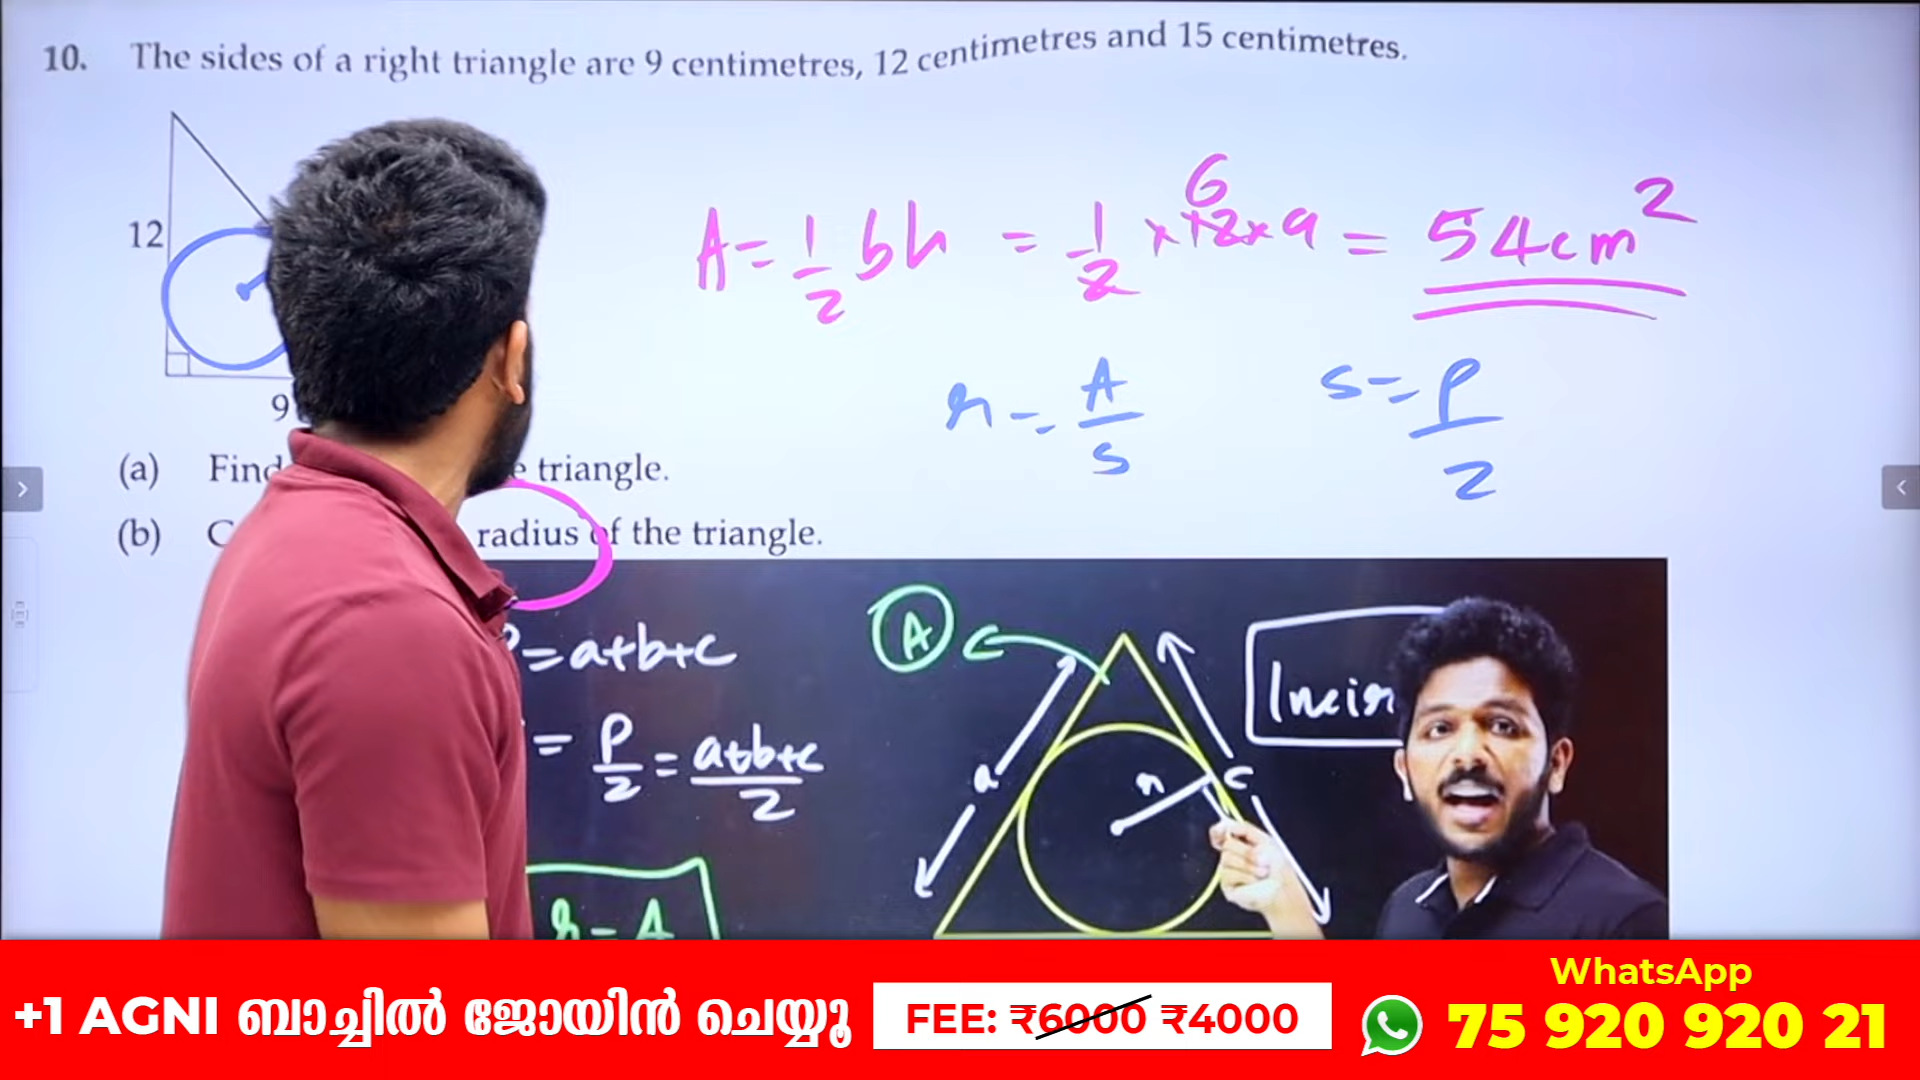 10. The sides of a right triangle are 9 centimetres, 12 centimetres and 15 centimetres.
12
9
A = 1/2 bh = 1/2 × 12 × 9 = 54cm²
6
r = A/s
s = P/2
(a) Find triangle.
(b) radius of the triangle.
= a+b+c
= P/2 = a+b+c/2
r = A
A
a
r
c
+1 AGNI ബാച്ചിൽ ജോയിൻ ചെയ്യൂ
FEE: ₹6000 ₹4000
WhatsApp
75 920 920 21